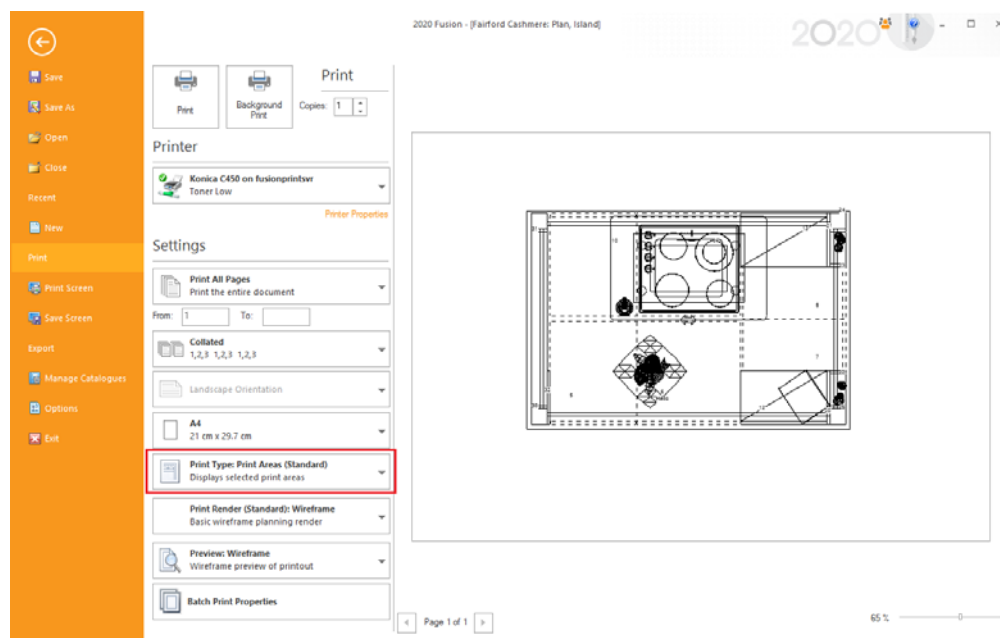 2020 Fusion - [Fairford Cashmere: Plan, Island]
2020
Save
Save As
Open
Close
Recent
New
Print
Print Screen
Save Screen
Export
Manage Catalogues
Options
Exit
Print
Print
Background
Print
Copies: 1
Printer
Konica C450 on fusionprintsvr
Toner Low
Printer Properties
Settings
Print All Pages
Print the entire document
From: 1 To:
Collated
1,2,3 1,2,3 1,2,3
Landscape Orientation
A4
21 cm x 29.7 cm
Print Type: Print Areas (Standard)
Displays selected print areas
Print Render (Standard): Wireframe
Basic wireframe planning render
Preview: Wireframe
Wireframe preview of printout
Batch Print Properties
Page 1 of 1
65 %